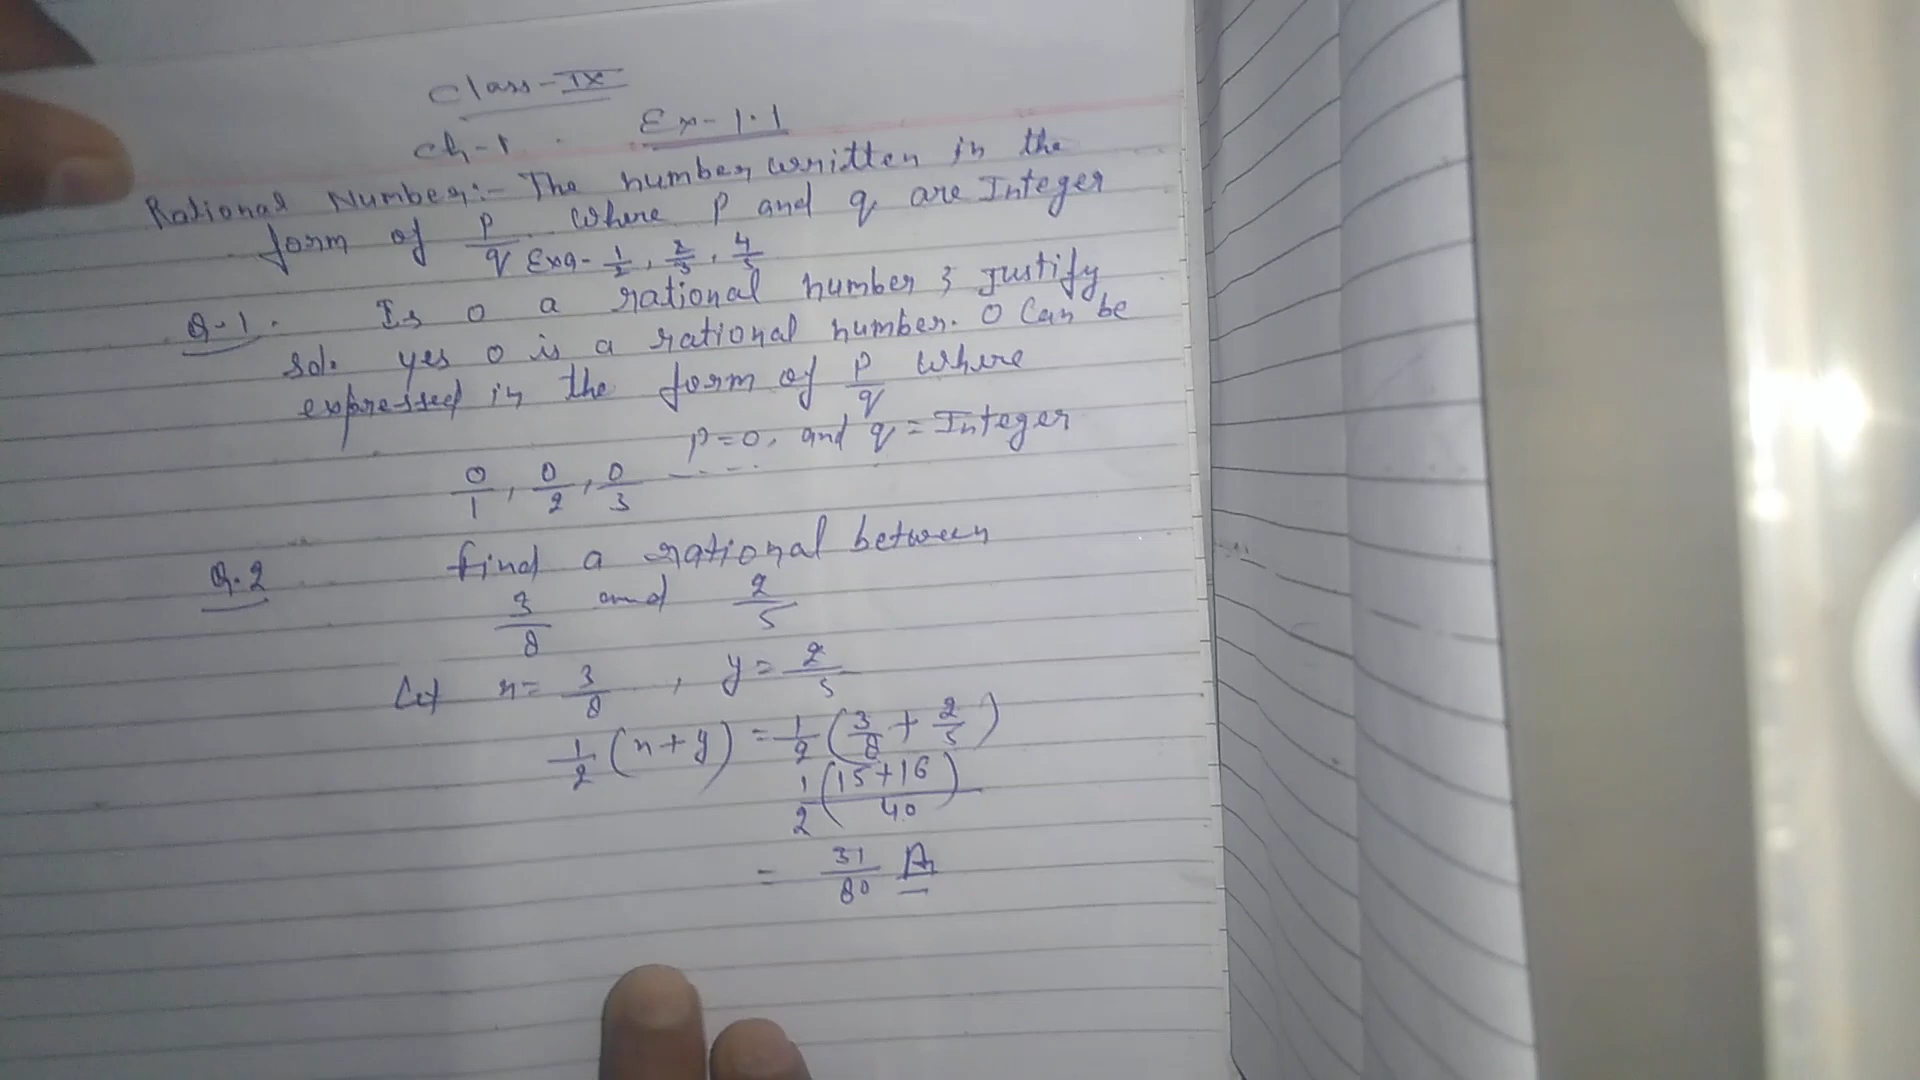 Class-IX
Ch-1. Ex-1.1
Rational Number:- The number written in the
form of p/q where p and q are Integer
Exa- 1/2, 2/3, 4/5
Q.1. Is 0 a rational number ; Justify
Sol. yes 0 is a rational number. 0 Can be
expressed in the form of p/q where
p=0, and q = Integer
0/1, 0/2, 0/3 -----
Q.2 find a rational between
3/8 and 2/5
Let x= 3/8, y= 2/5
1/2 (x+y) = 1/2 (3/8 + 2/5)
1/2 (15+16/40)
= 31/80 A